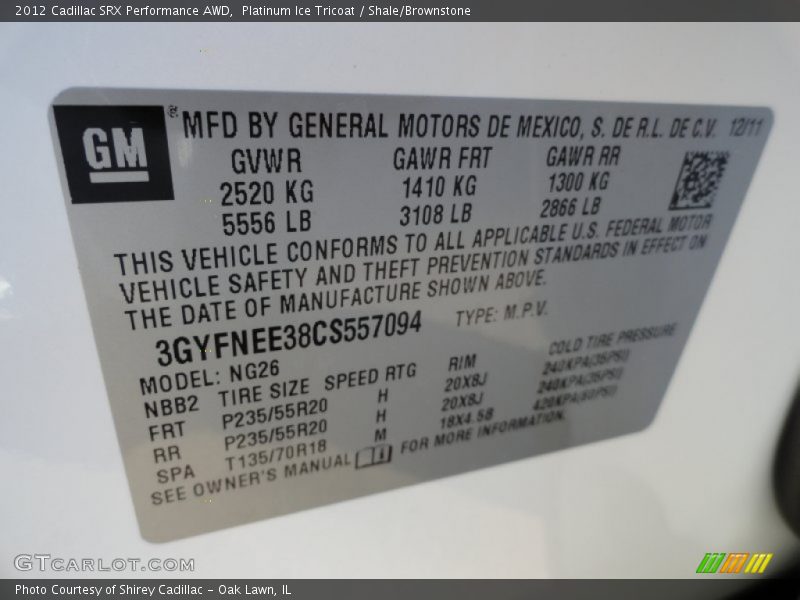 2012 Cadillac SRX Performance AWD,  Platinum Ice Tricoat / Shale/Brownstone
GM
® MFD BY GENERAL MOTORS DE MEXICO, S. DE R.L. DE C.V. 12/11
GVWR GAWR FRT GAWR RR
2520 KG 1410 KG 1300 KG
5556 LB 3108 LB 2866 LB
THIS VEHICLE CONFORMS TO ALL APPLICABLE U.S. FEDERAL MOTOR
VEHICLE SAFETY AND THEFT PREVENTION STANDARDS IN EFFECT ON
THE DATE OF MANUFACTURE SHOWN ABOVE.
3GYFNEE38CS557094 TYPE: M.P.V.
MODEL: NG26
NBB2 TIRE SIZE SPEED RTG RIM COLD TIRE PRESSURE
FRT P235/55R20 H 20X8J 240KPA(35PSI)
RR P235/55R20 H 20X8J 240KPA(35PSI)
SPA T135/70R18 M 18X4.5B 420KPA(60PSI)
SEE OWNER'S MANUAL FOR MORE INFORMATION.
GTCARLOT.COM
Photo Courtesy of Shirey Cadillac - Oak Lawn, IL